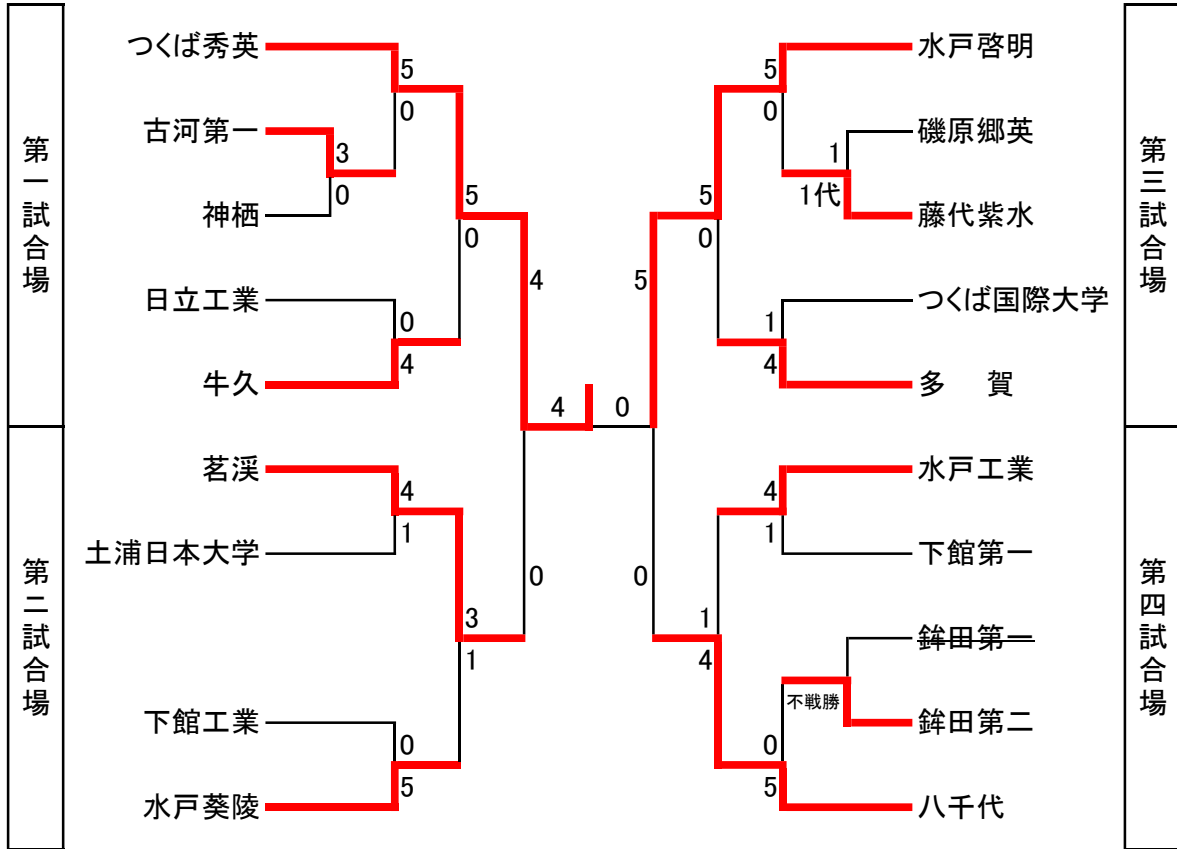 第一試合場
つくば秀英
5
0
古河第一
3
0
神栖
5
0
日立工業
0
4
牛久
4
第二試合場
茗渓
4
1
土浦日本大学
0
3
1
下館工業
0
5
水戸葵陵
4
0
第三試合場
水戸啓明
5
0
磯原郷英
1
1代
藤代紫水
5
0
つくば国際大学
1
4
多 賀
5
第四試合場
水戸工業
4
1
下館第一
0
1
4
鉾田第一
不戦勝
鉾田第二
0
5
八千代